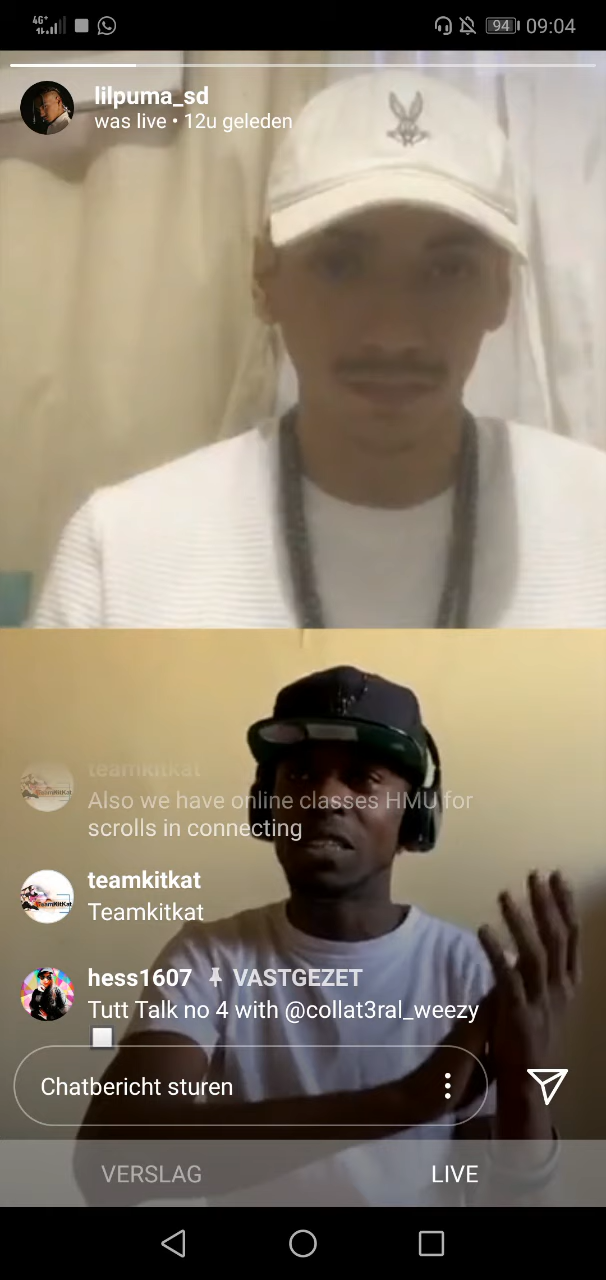 4G+
94
09:04
lilpuma_sd
was live • 12u geleden
teamkitkat
Also we have online classes HMU for
scrolls in connecting
teamkitkat
Teamkitkat
hess1607 VASTGEZET
Tutt Talk no 4 with @collat3ral_weezy
Chatbericht sturen
VERSLAG
LIVE